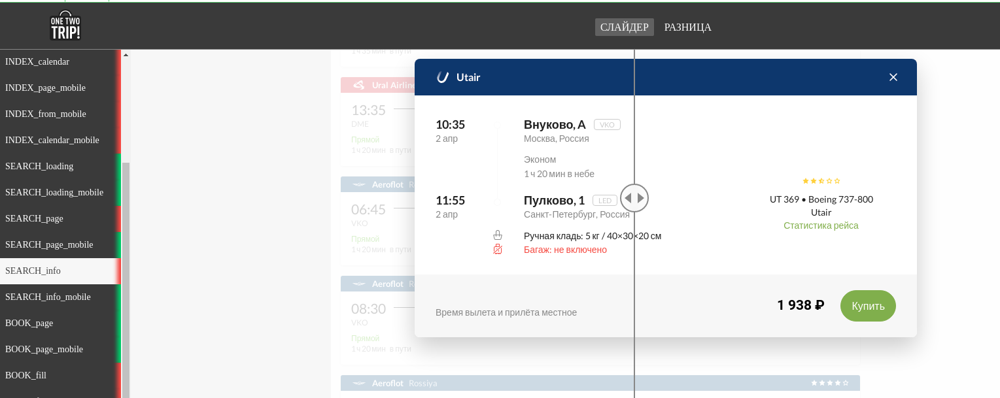 ONE TWO
TRIP!
СЛАЙДЕР
РАЗНИЦА
INDEX_calendar
INDEX_page_mobile
INDEX_from_mobile
INDEX_calendar_mobile
SEARCH_loading
SEARCH_loading_mobile
SEARCH_page
SEARCH_page_mobile
SEARCH_info
SEARCH_info_mobile
BOOK_page
BOOK_page_mobile
BOOK_fill
1 ч 35 мин в пути
Ural Airline
13:35
DME
Прямой
1 ч 20 мин в пути
Aeroflot R
06:45
VKO
Прямой
1 ч 20 мин в пути
Aeroflot R
08:30
VKO
Прямой
1 ч 20 мин в пути
Aeroflot Rossiya
Utair
10:35
2 апр
Внуково, A VKO
Москва, Россия
Эконом
1 ч 20 мин в небе
11:55
2 апр
Пулково, 1 LED
Санкт-Петербург, Россия
Ручная кладь: 5 кг / 40×30×20 см
Багаж: не включено
UT 369 • Boeing 737-800
Utair
Статистика рейса
Время вылета и прилёта местное
1 938 ₽
Купить